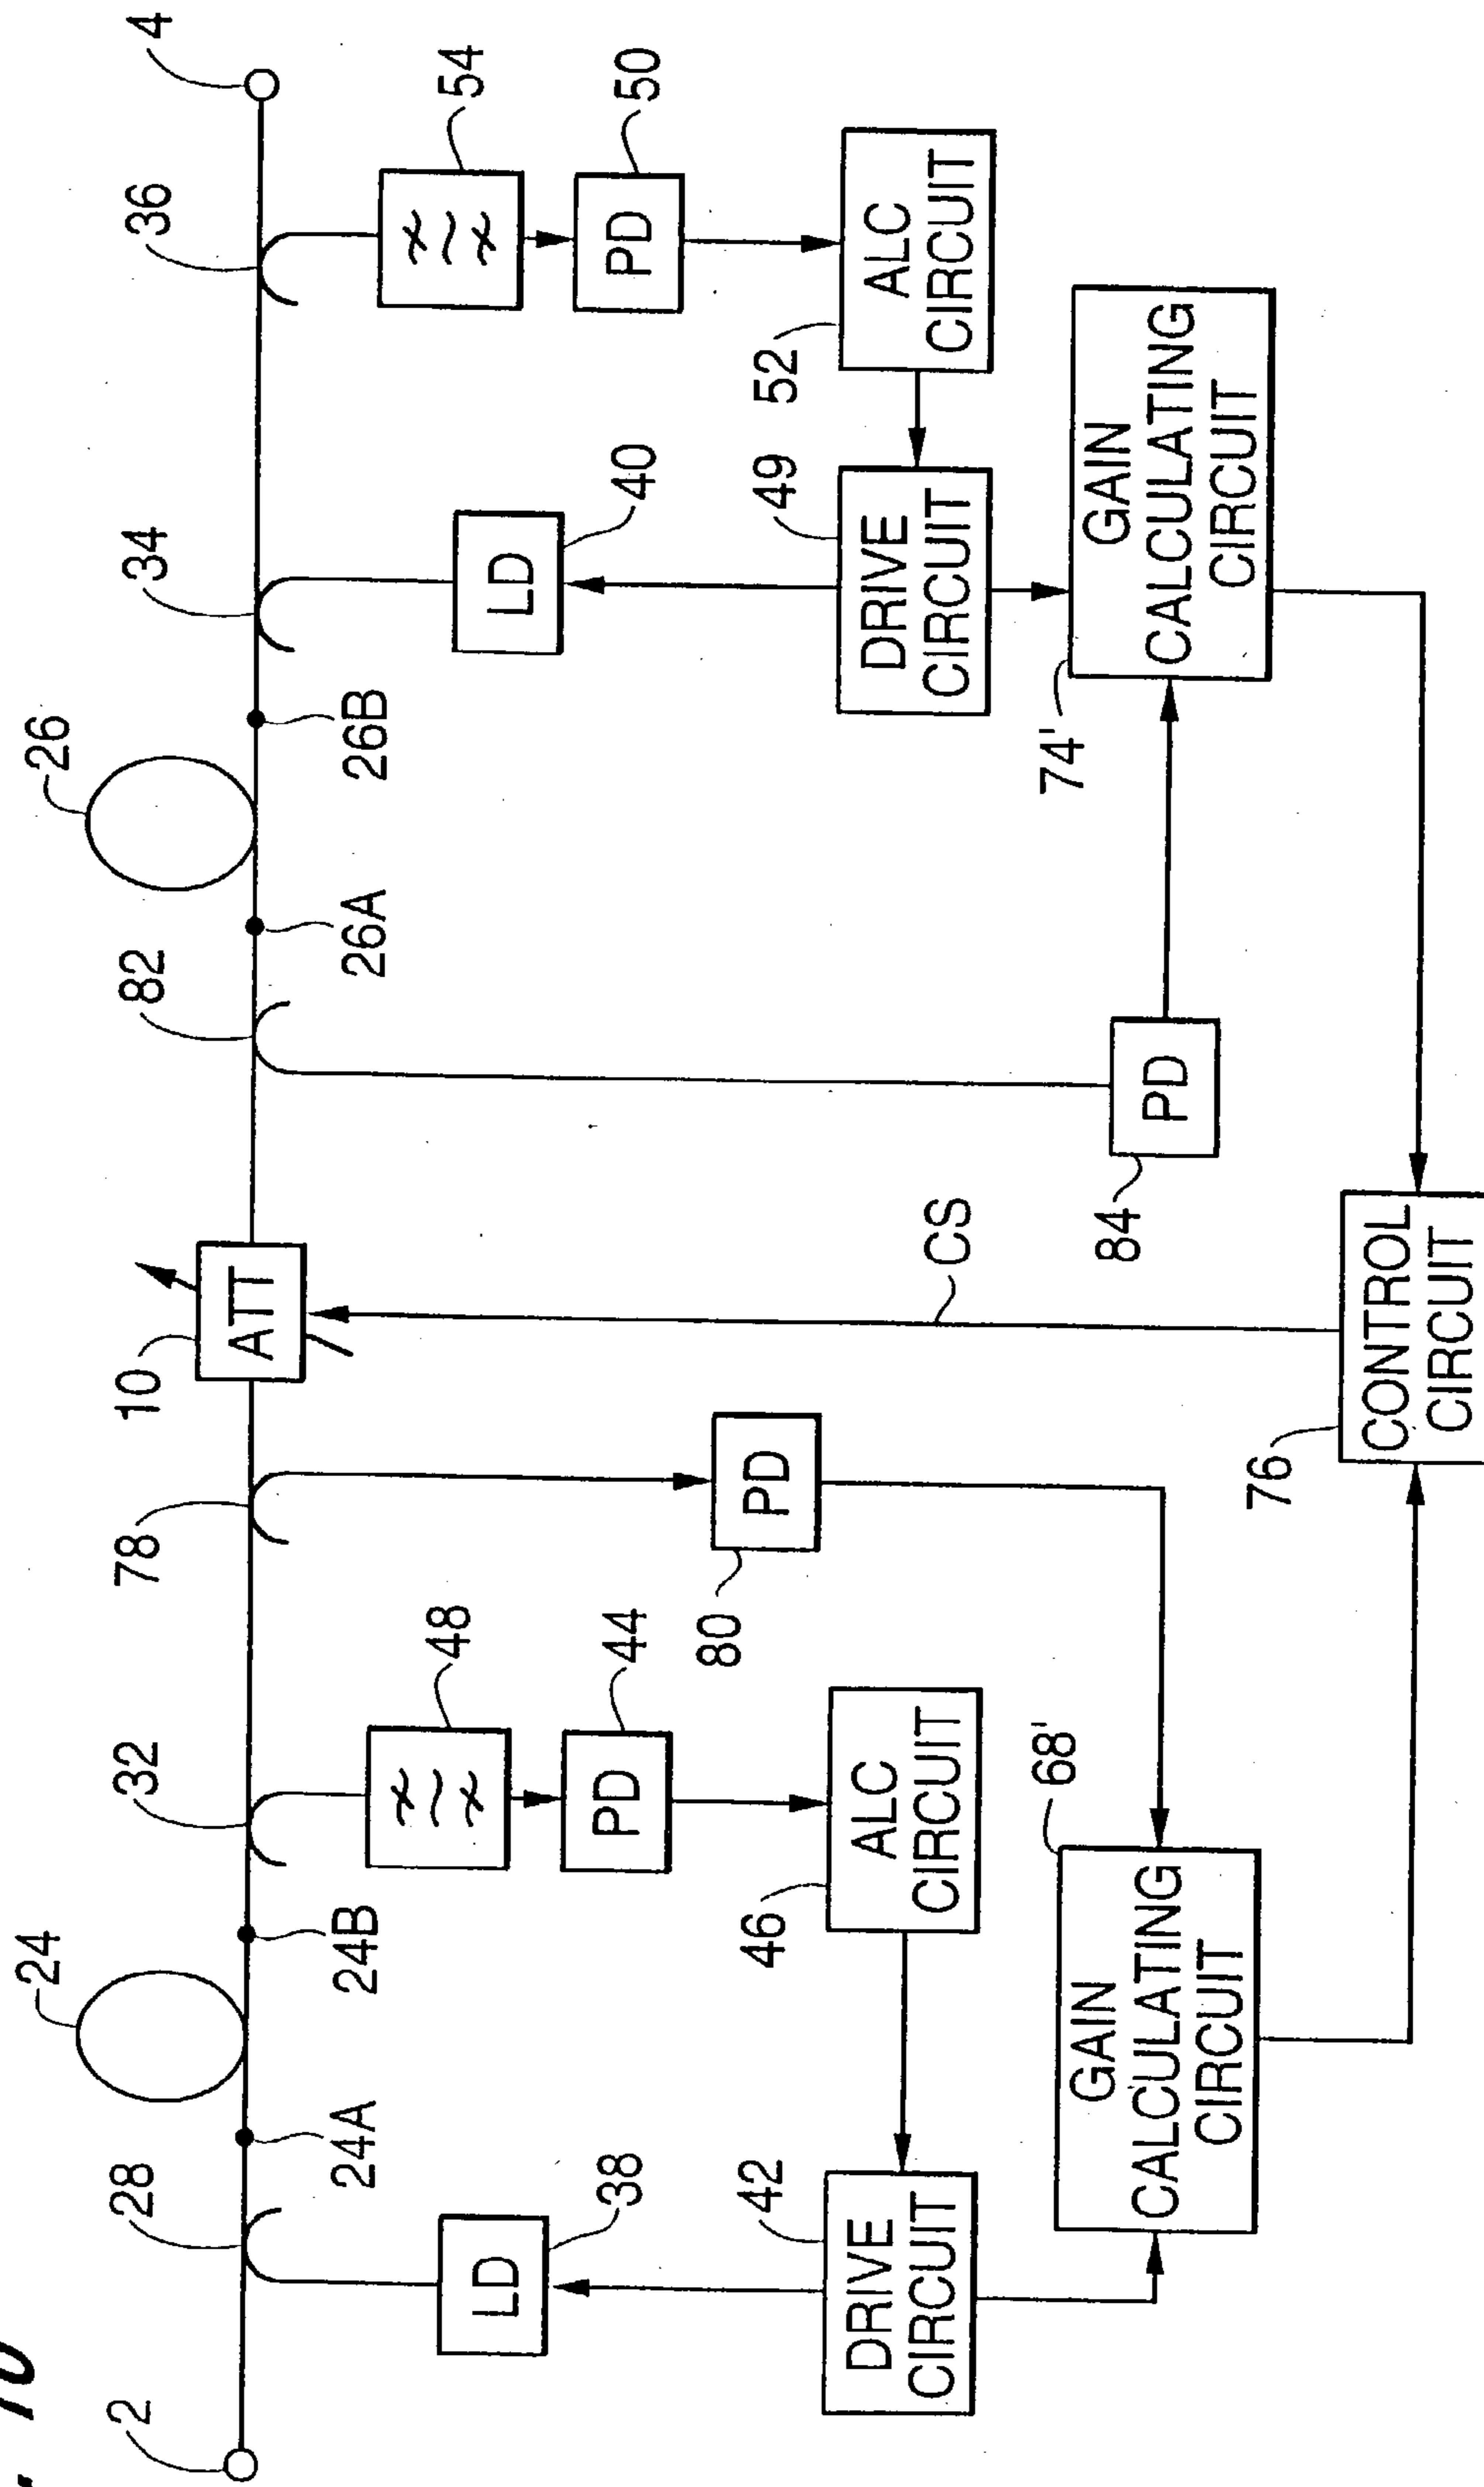 10
2
28
24A
24
24B
32
78
10
ATT
82
26A
26
26B
34
36
4
LD
38
48
PD
44
PD
80
CS
LD
40
54
PD
50
DRIVE
CIRCUIT
42
ALC
CIRCUIT
46
DRIVE
CIRCUIT
49
ALC
CIRCUIT
52
GAIN
CALCULATING
CIRCUIT
68'
PD
84
GAIN
CALCULATING
CIRCUIT
74'
CONTROL
CIRCUIT
76